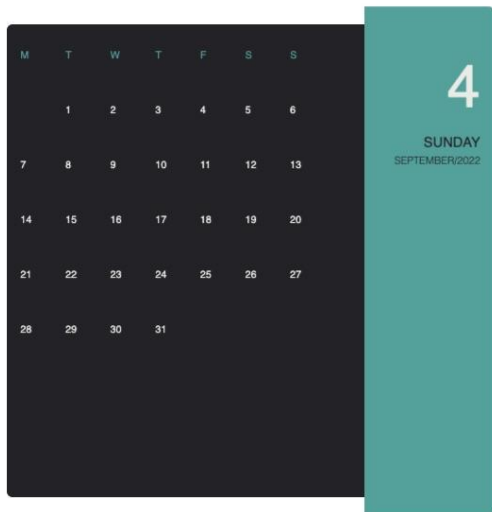 M T W T F S S
1 2 3 4 5 6
7 8 9 10 11 12 13
14 15 16 17 18 19 20
21 22 23 24 25 26 27
28 29 30 31
4
SUNDAY
SEPTEMBER/2022